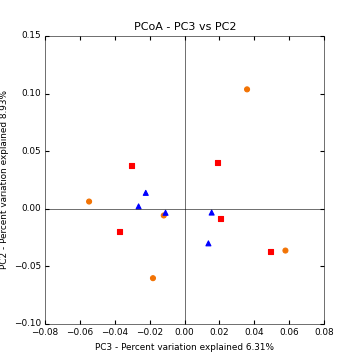 PCoA - PC3 vs PC2
0.15
0.10
0.05
0.00
−0.05
−0.10
PC2 - Percent variation explained 8.93%
−0.08 −0.06 −0.04 −0.02 0.00 0.02 0.04 0.06 0.08
PC3 - Percent variation explained 6.31%